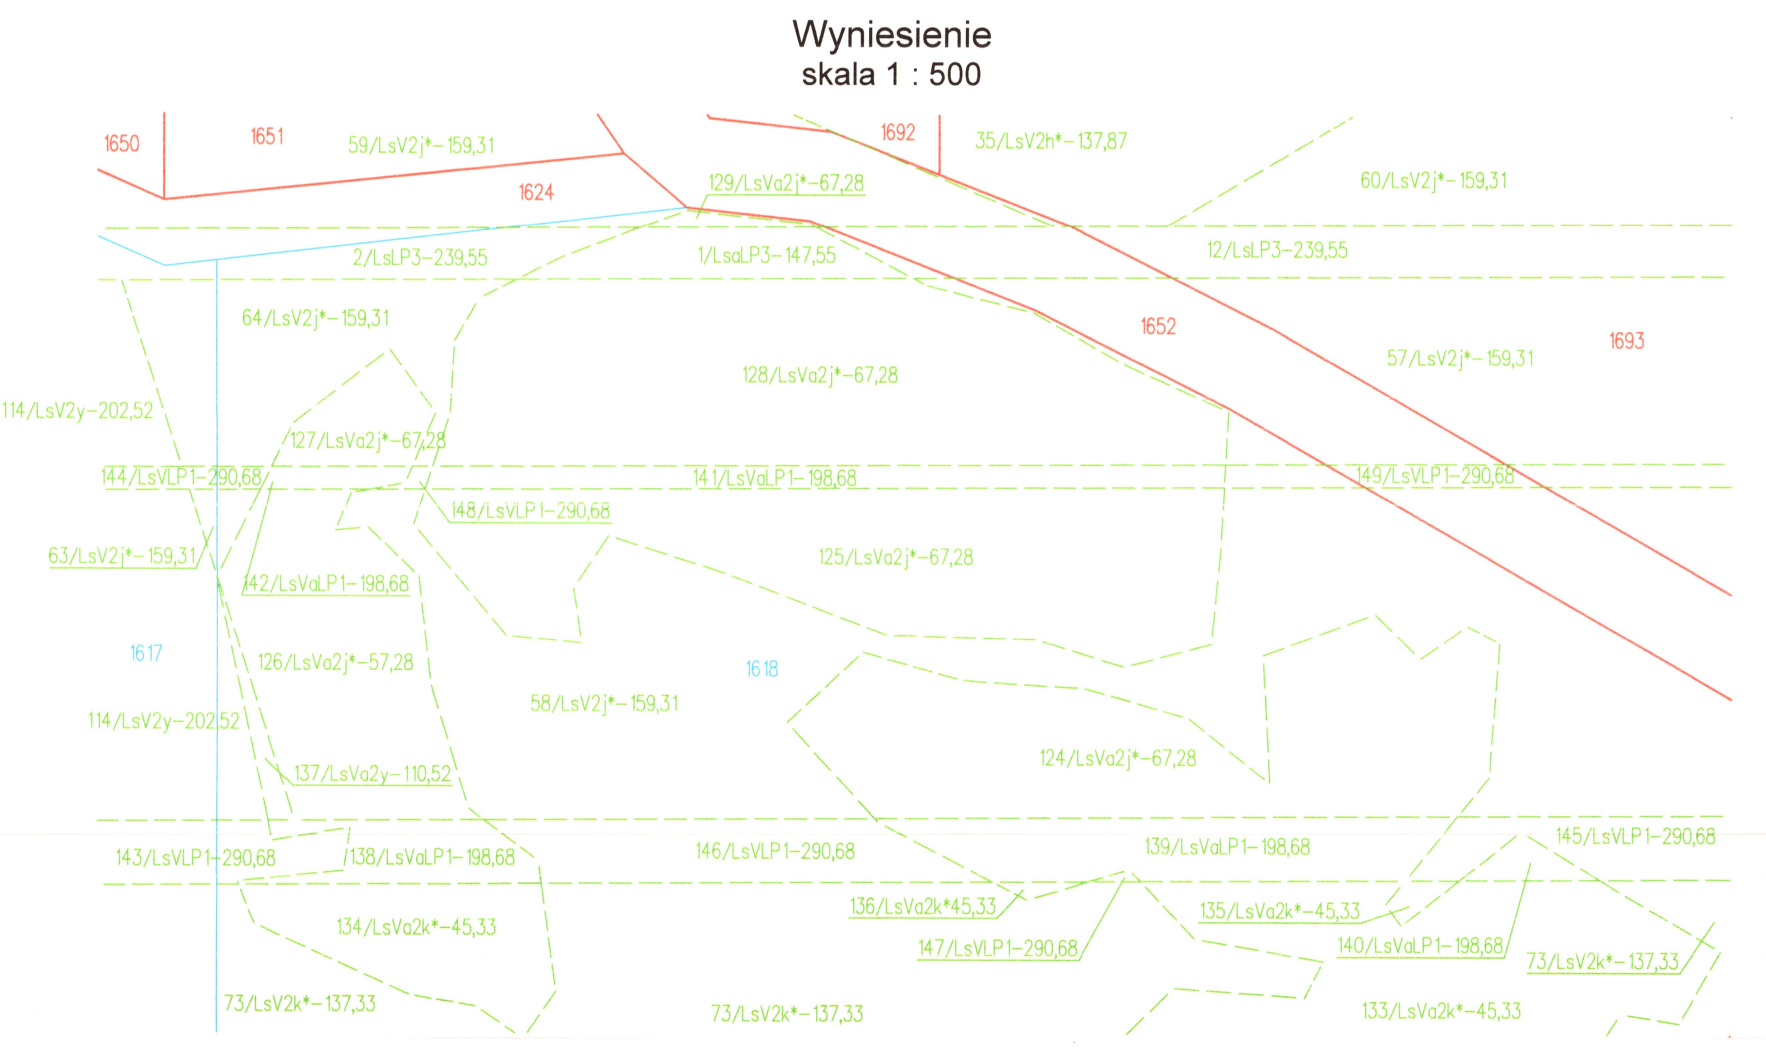 Wyniesienie
skala 1 : 500
1650
1651
59/LsV2j*-159,31
1692
35/LsV2h*-137,87
1624
129/LsVa2j*-67,28
60/LsV2j*-159,31
2/LsLP3-239,55
1/LsaLP3-147,55
12/LsLP3-239,55
64/LsV2j*-159,31
1652
1693
57/LsV2j*-159,31
128/LsVa2j*-67,28
114/LsV2y-202,52
127/LsVa2j*-67,28
144/LsVLP1-290,68
141/LsVaLP1-198,68
149/LsVLP1-290,68
148/LsVLP1-290,68
63/LsV2j*-159,31
125/LsVa2j*-67,28
142/LsVaLP1-198,68
1617
126/LsVa2j*-57,28
1618
58/LsV2j*-159,31
114/LsV2y-202,52
124/LsVa2j*-67,28
137/LsVa2y-110,52
143/LsVLP1-290,68
138/LsVaLP1-198,68
146/LsVLP1-290,68
139/LsVaLP1-198,68
145/LsVLP1-290,68
136/LsVa2k*45,33
135/LsVa2k*-45,33
134/LsVa2k*-45,33
147/LsVLP1-290,68
140/LsVaLP1-198,68
73/LsV2k*-137,33
73/LsV2k*-137,33
73/LsV2k*-137,33
133/LsVa2k*-45,33